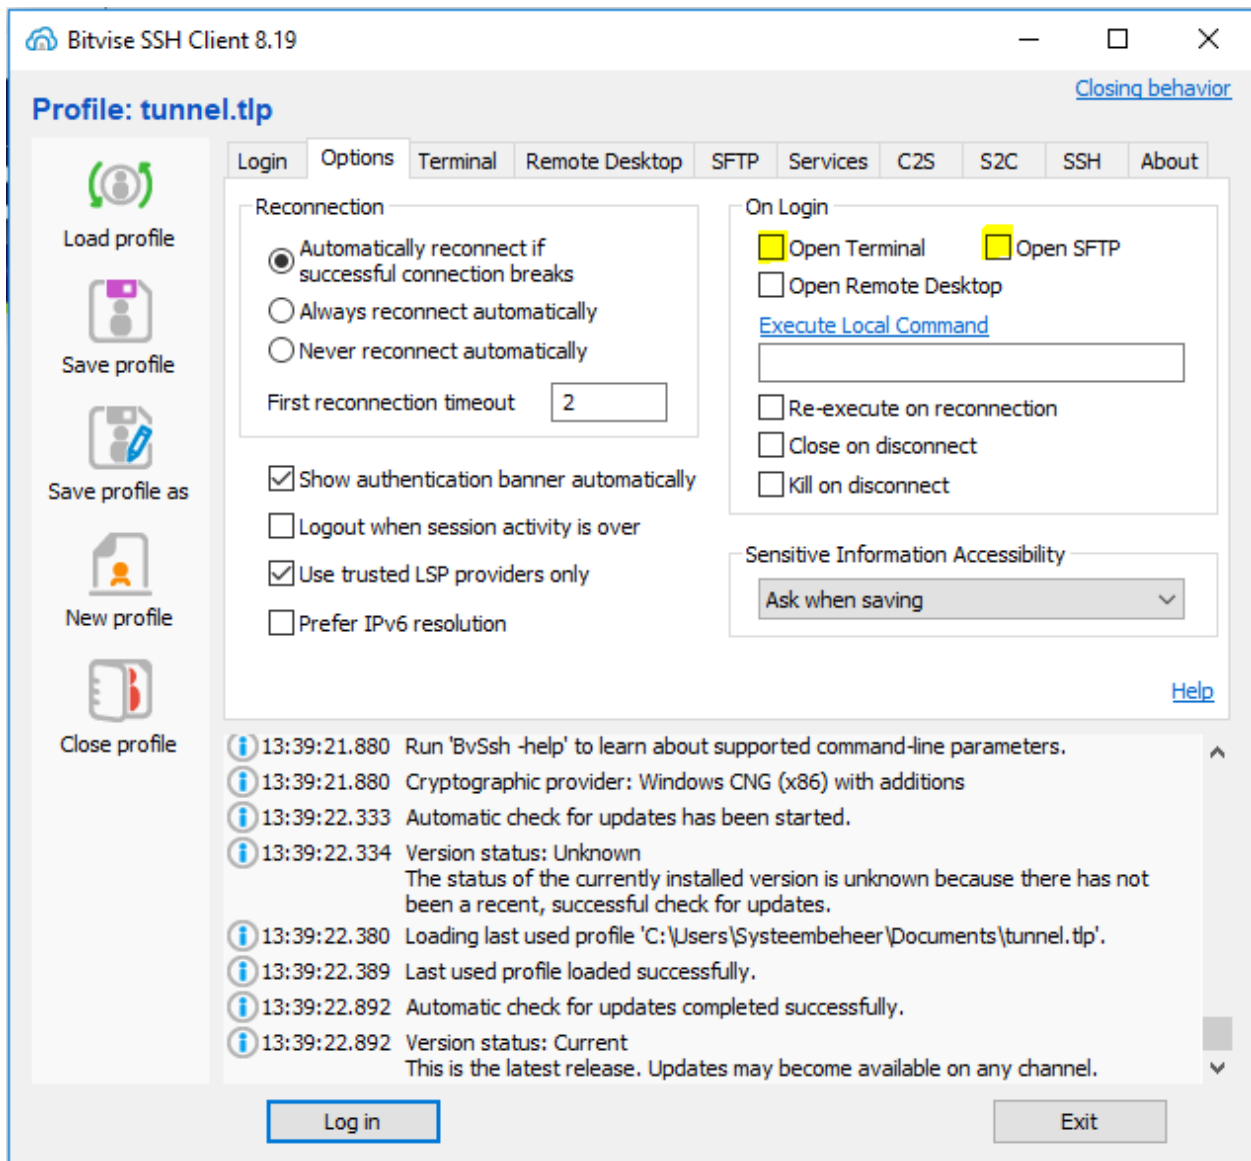 Bitvise SSH Client 8.19
Closing behavior
Profile: tunnel.tlp
Load profile
Save profile
Save profile as
New profile
Close profile
Login Options Terminal Remote Desktop SFTP Services C2S S2C SSH About
Reconnection
Automatically reconnect if
successful connection breaks
Always reconnect automatically
Never reconnect automatically
First reconnection timeout 2
Show authentication banner automatically
Logout when session activity is over
Use trusted LSP providers only
Prefer IPv6 resolution
On Login
Open Terminal Open SFTP
Open Remote Desktop
Execute Local Command
Re-execute on reconnection
Close on disconnect
Kill on disconnect
Sensitive Information Accessibility
Ask when saving
Help
13:39:21.880 Run 'BvSsh -help' to learn about supported command-line parameters.
13:39:21.880 Cryptographic provider: Windows CNG (x86) with additions
13:39:22.333 Automatic check for updates has been started.
13:39:22.334 Version status: Unknown
The status of the currently installed version is unknown because there has not
been a recent, successful check for updates.
13:39:22.380 Loading last used profile 'C:\Users\Systeembeheer\Documents\tunnel.tlp'.
13:39:22.389 Last used profile loaded successfully.
13:39:22.892 Automatic check for updates completed successfully.
13:39:22.892 Version status: Current
This is the latest release. Updates may become available on any channel.
Log in
Exit